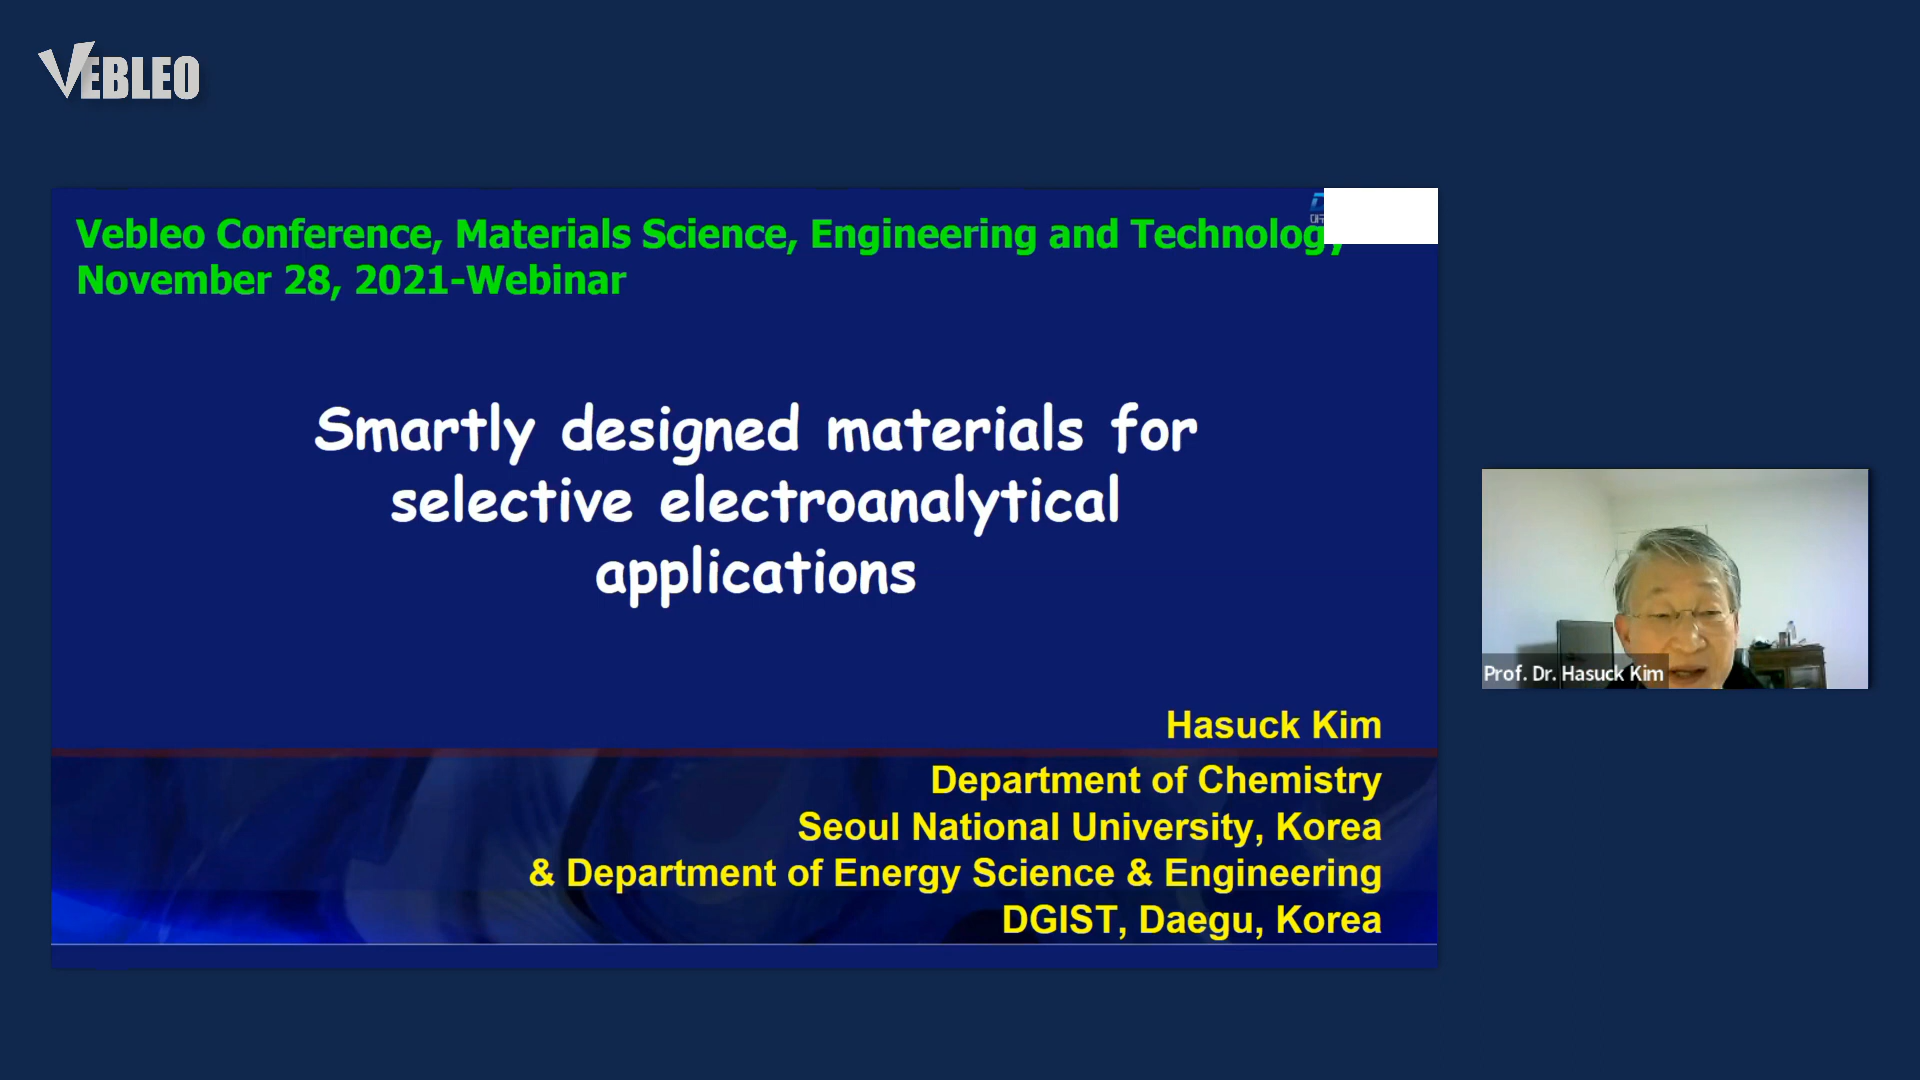 VEBLEO
Vebleo Conference, Materials Science, Engineering and Technology
November 28, 2021-Webinar
Smartly designed materials for
selective electroanalytical
applications
Hasuck Kim
Department of Chemistry
Seoul National University, Korea
& Department of Energy Science & Engineering
DGIST, Daegu, Korea
Prof. Dr. Hasuck Kim